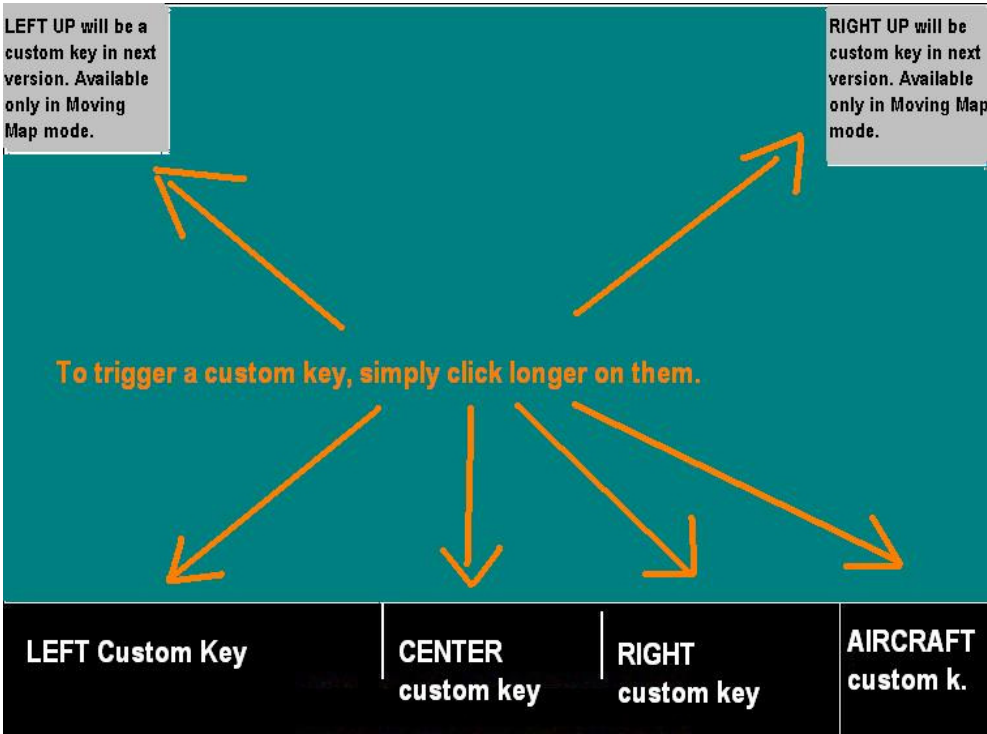 LEFT UP will be a
custom key in next
version. Available
only in Moving
Map mode.
RIGHT UP will be
custom key in next
version. Available
only in Moving Map
mode.
To trigger a custom key, simply click longer on them.
LEFT Custom Key
CENTER
custom key
RIGHT
custom key
AIRCRAFT
custom k.